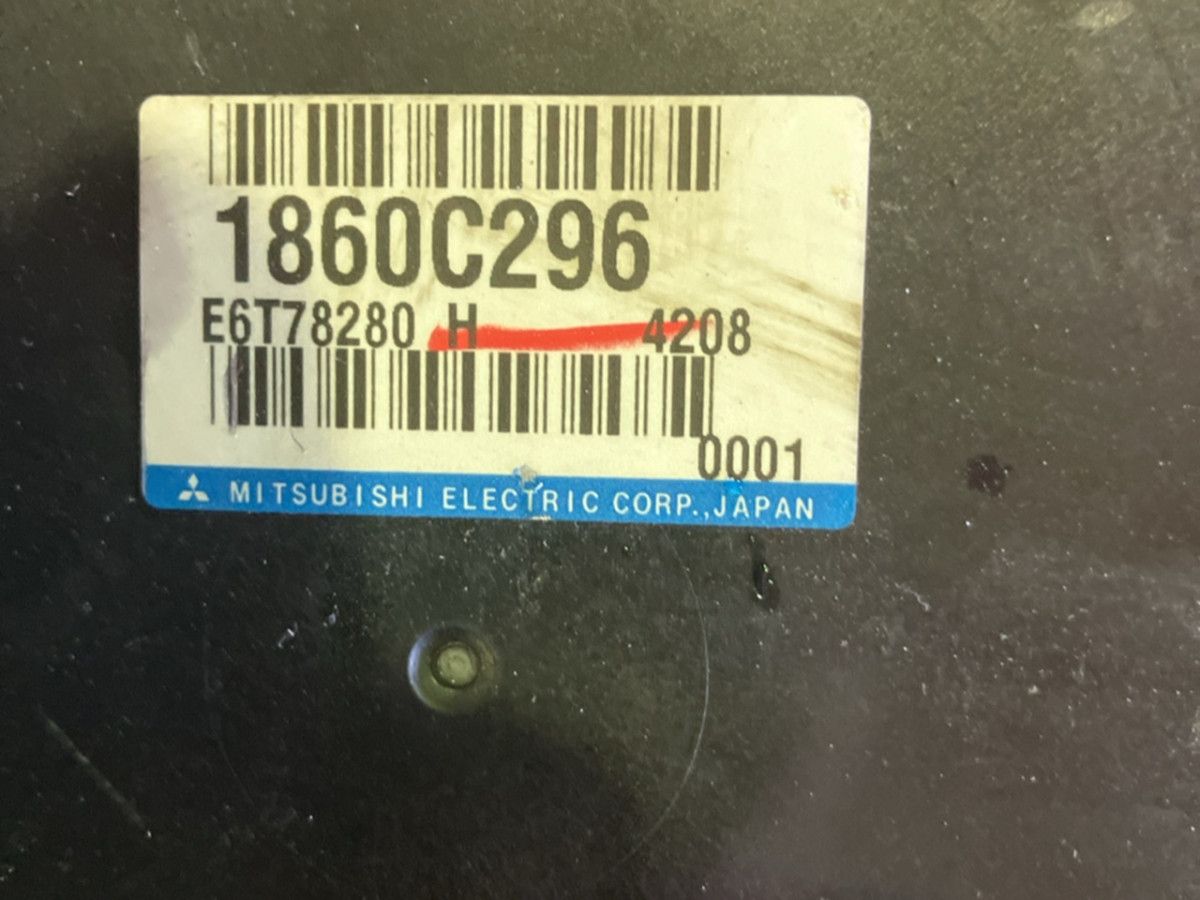 1860C296
E6T78280 H 4208
0001
MITSUBISHI ELECTRIC CORP.,JAPAN